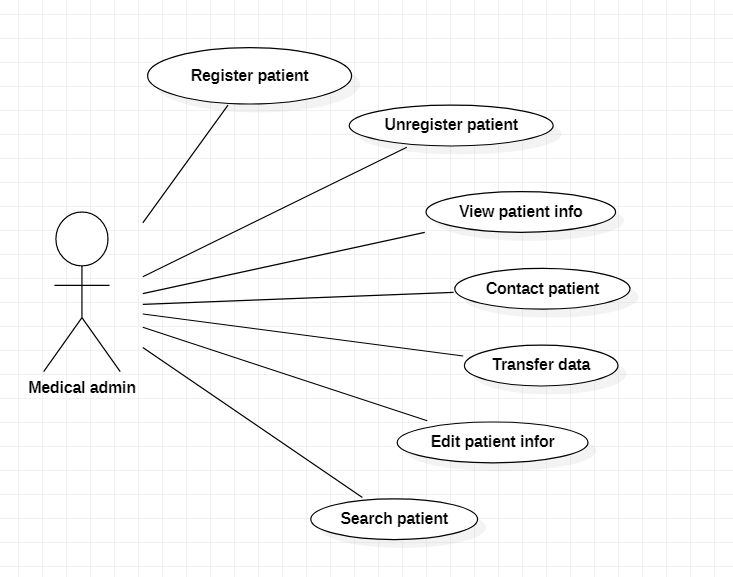 Register patient
Unregister patient
View patient info
Contact patient
Transfer data
Medical admin
Edit patient infor
Search patient